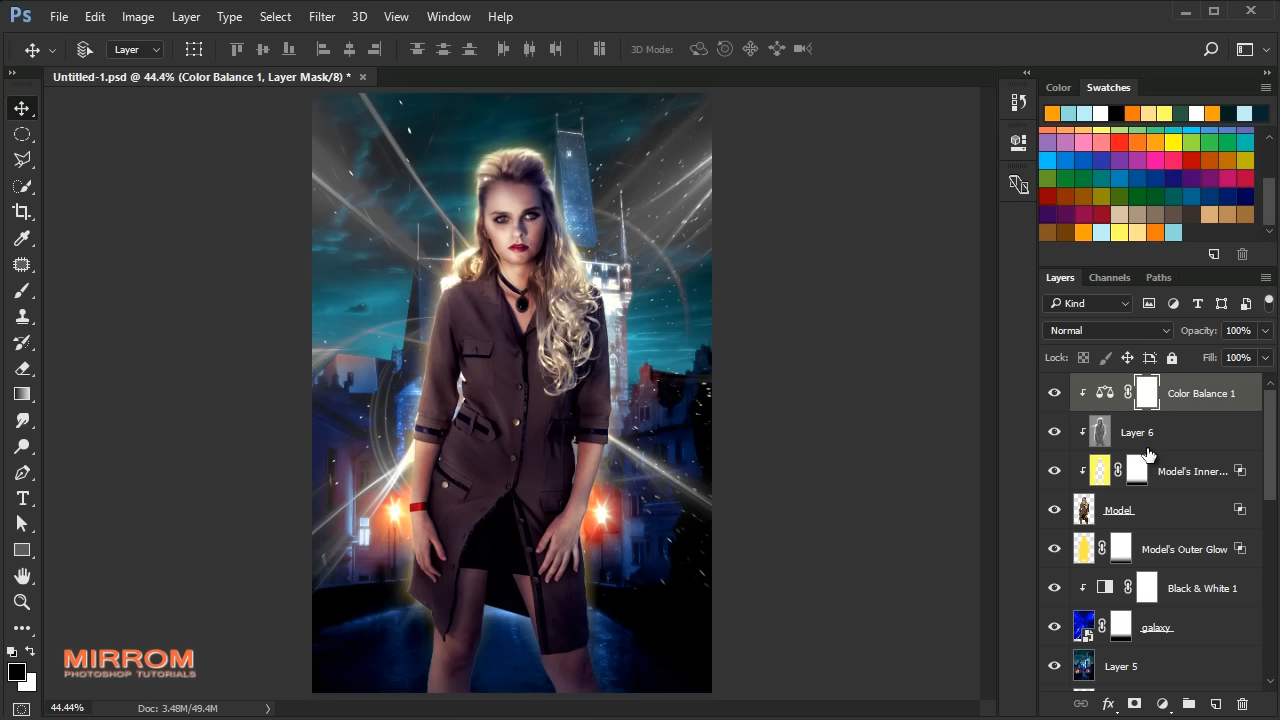 Ps File Edit Image Layer Type Select Filter 3D View Window Help
Layer 3D Mode:
Untitled-1.psd @ 44.4% (Color Balance 1, Layer Mask/8) * ×
Color Swatches
Layers Channels Paths
Kind
Normal Opacity: 100%
Lock: Fill: 100%
Color Balance 1
Layer 6
Model's Inner...
Model
Model's Outer Glow
Black & White 1
galaxy
Layer 5
MIRROM
PHOTOSHOP TUTORIALS
44.44% Doc: 3.48M/49.4M
fx